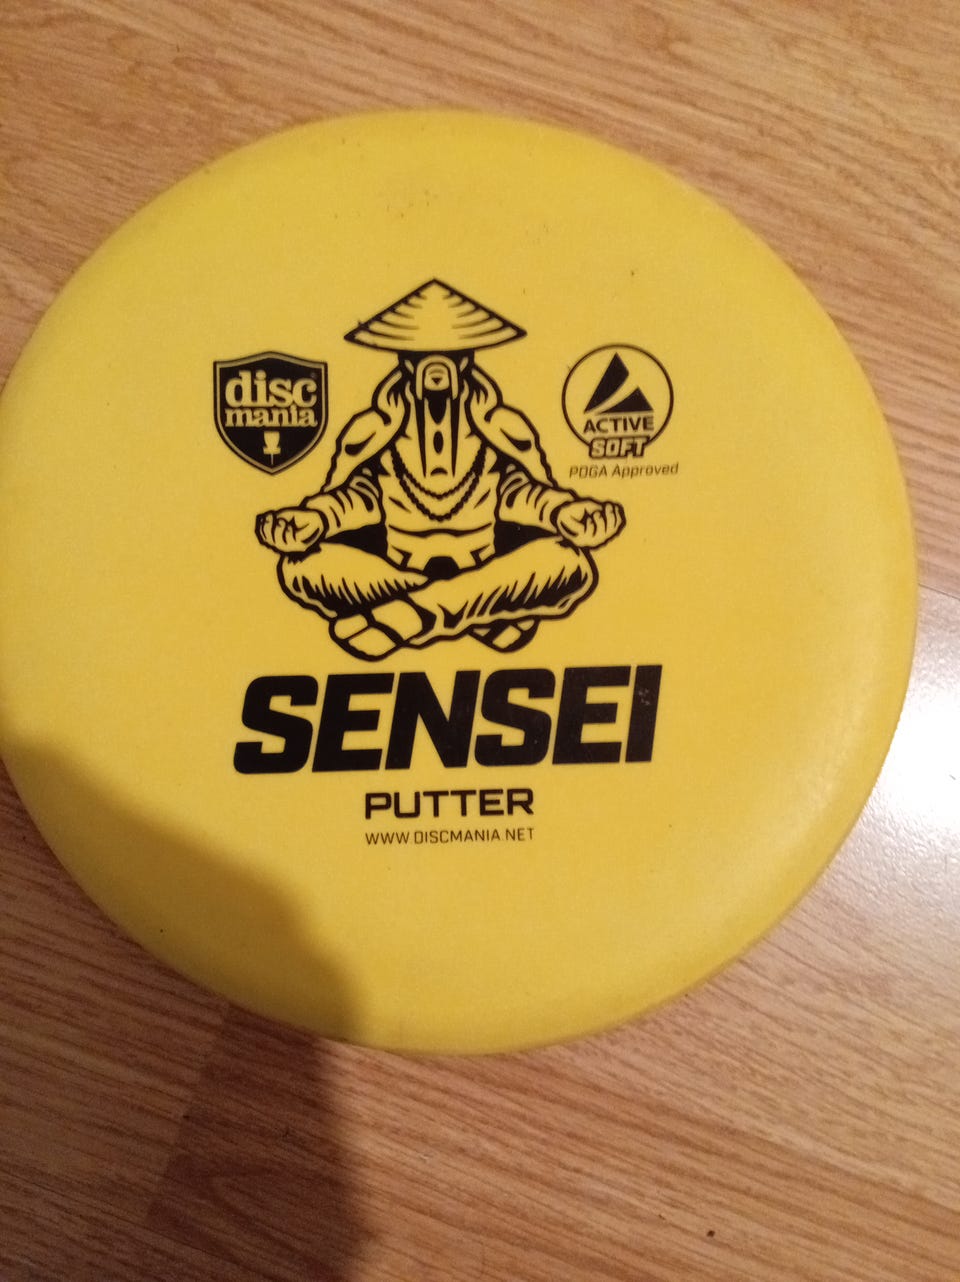 disc
mania
ACTIVE
SOFT
PDGA Approved
SENSEI
PUTTER
WWW.DISCMANIA.NET